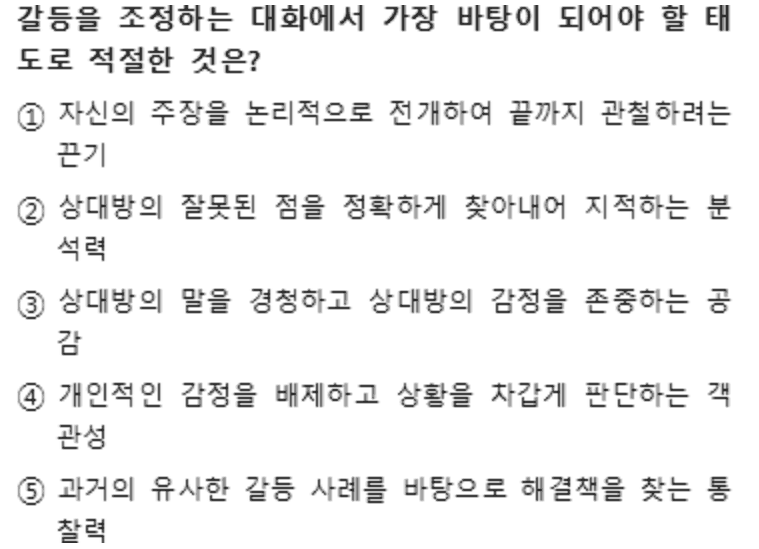 갈등을 조정하는 대화에서 가장 바탕이 되어야 할 태
도로 적절한 것은?
① 자신의 주장을 논리적으로 전개하여 끝까지 관철하려는
끈기
② 상대방의 잘못된 점을 정확하게 찾아내어 지적하는 분
석력
③ 상대방의 말을 경청하고 상대방의 감정을 존중하는 공
감
④ 개인적인 감정을 배제하고 상황을 차갑게 판단하는 객
관성
⑤ 과거의 유사한 갈등 사례를 바탕으로 해결책을 찾는 통
찰력